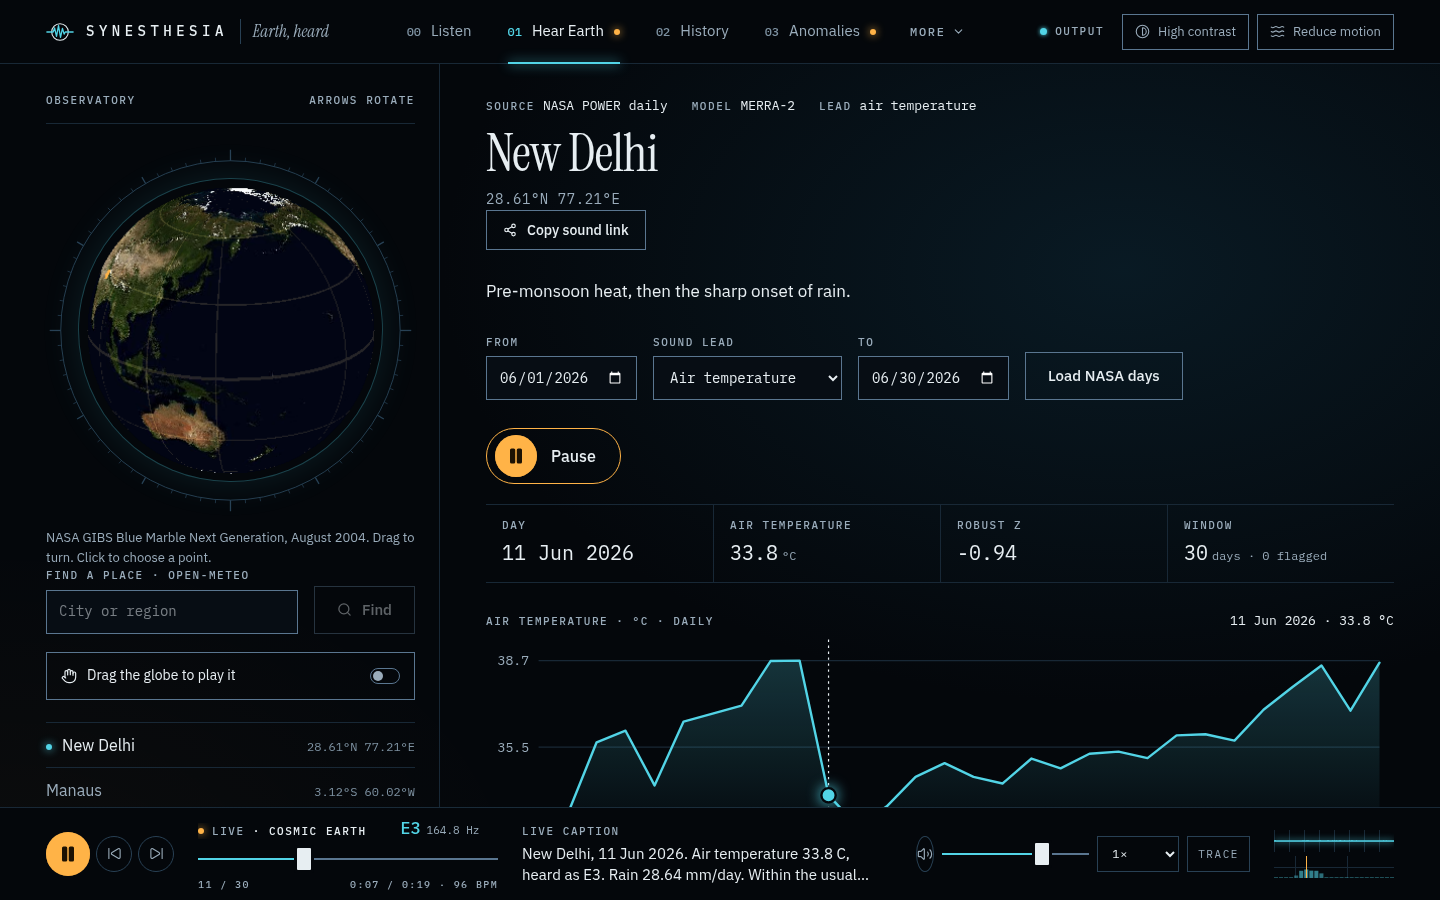 SYNESTHESIA Earth, heard 00 Listen 01 Hear Earth 02 History 03 Anomalies MORE OUTPUT High contrast Reduce motion
OBSERVATORY ARROWS ROTATE
NASA GIBS Blue Marble Next Generation, August 2004. Drag to
turn. Click to choose a point.
FIND A PLACE · OPEN-METEO
City or region Find
Drag the globe to play it
New Delhi 28.61°N 77.21°E
Manaus 3.12°S 60.02°W
SOURCE NASA POWER daily MODEL MERRA-2 LEAD air temperature
New Delhi
28.61°N 77.21°E
Copy sound link
Pre-monsoon heat, then the sharp onset of rain.
FROM SOUND LEAD TO
06/01/2026 Air temperature 06/30/2026 Load NASA days
Pause
DAY AIR TEMPERATURE ROBUST Z WINDOW
11 Jun 2026 33.8 °C -0.94 30 days · 0 flagged
AIR TEMPERATURE · °C · DAILY 11 Jun 2026 · 33.8 °C
38.7
35.5
LIVE · COSMIC EARTH E3 164.8 Hz
11 / 30 0:07 / 0:19 · 96 BPM
LIVE CAPTION
New Delhi, 11 Jun 2026. Air temperature 33.8 C,
heard as E3. Rain 28.64 mm/day. Within the usual...
1× TRACE